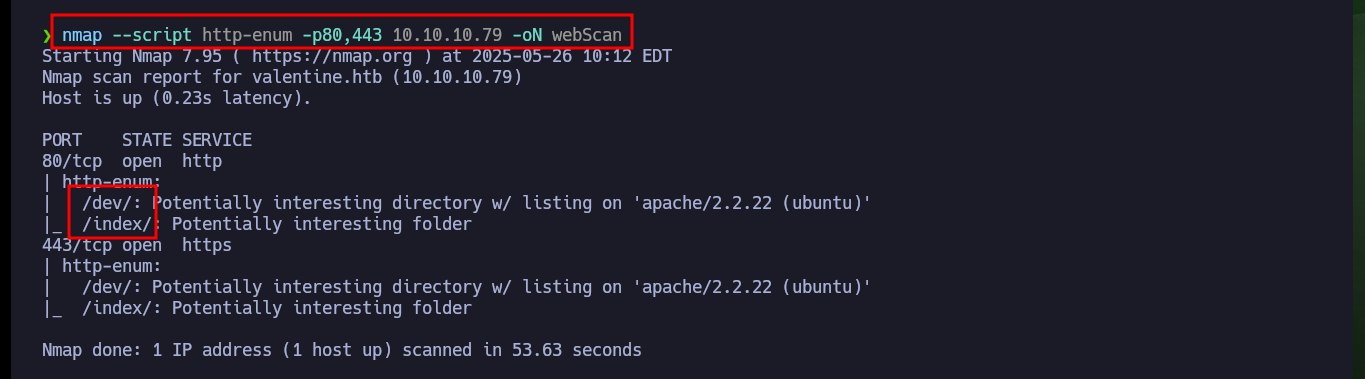 ❯ nmap --script http-enum -p80,443 10.10.10.79 -oN webScan
Starting Nmap 7.95 ( https://nmap.org ) at 2025-05-26 10:12 EDT
Nmap scan report for valentine.htb (10.10.10.79)
Host is up (0.23s latency).
PORT    STATE SERVICE
80/tcp  open  http
| http-enum:
|   /dev/: Potentially interesting directory w/ listing on 'apache/2.2.22 (ubuntu)'
|_  /index/: Potentially interesting folder
443/tcp open  https
| http-enum:
|   /dev/: Potentially interesting directory w/ listing on 'apache/2.2.22 (ubuntu)'
|_  /index/: Potentially interesting folder
Nmap done: 1 IP address (1 host up) scanned in 53.63 seconds